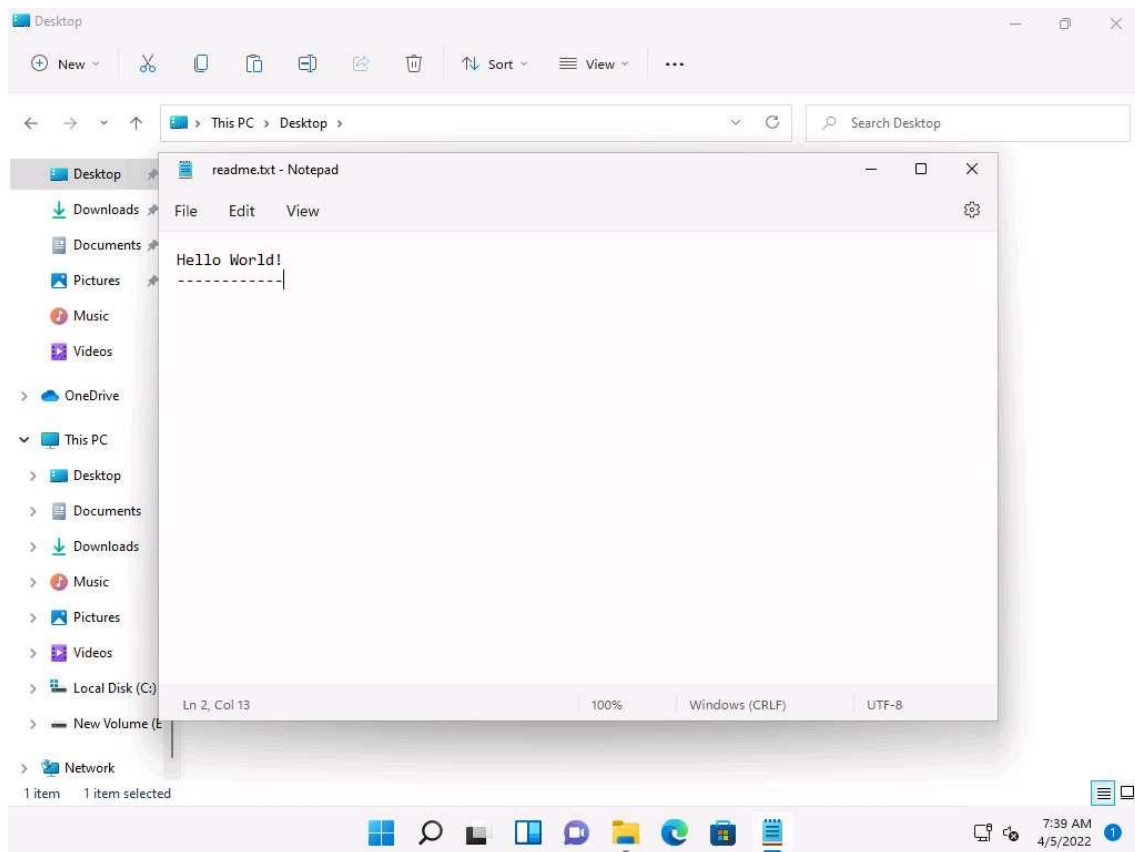 Desktop
New
Sort
View
This PC > Desktop >
Search Desktop
Desktop
Downloads
Documents
Pictures
Music
Videos
OneDrive
This PC
Desktop
Documents
Downloads
Music
Pictures
Videos
Local Disk (C:)
New Volume (E
Network
1 item 1 item selected
readme.txt - Notepad
File Edit View
Hello World!
------------
Ln 2, Col 13
100%
Windows (CRLF)
UTF-8
7:39 AM
4/5/2022
1